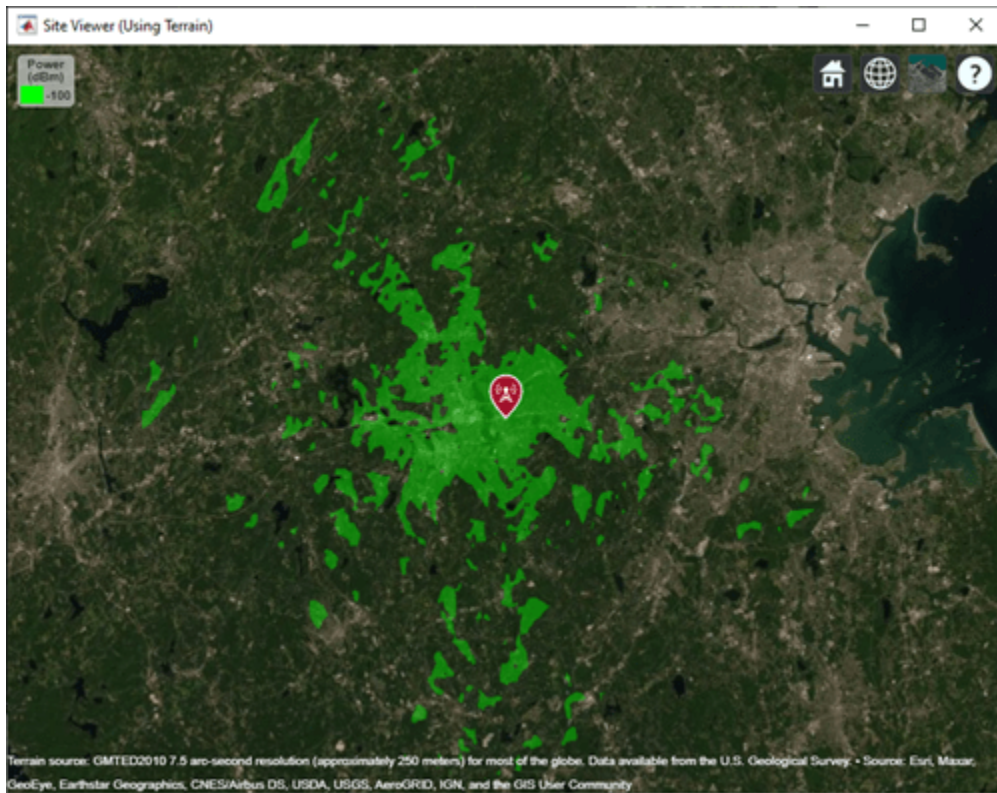 Site Viewer (Using Terrain)
Power
(dBm)
-100
?
Terrain source: GMTED2010 7.5 arc-second resolution (approximately 250 meters) for most of the globe. Data available from the U.S. Geological Survey. • Source: Esri, Maxar,
GeoEye, Earthstar Geographics, CNES/Airbus DS, USDA, USGS, AeroGRID, IGN, and the GIS User Community